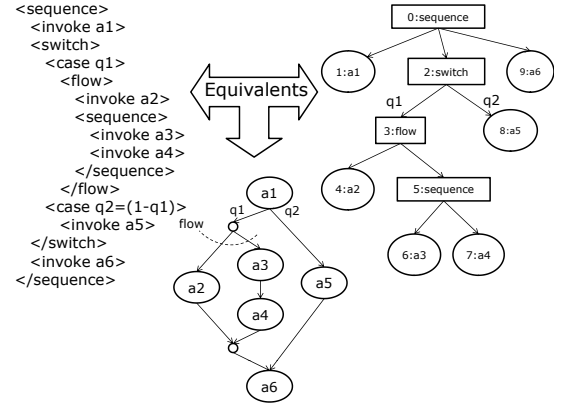 <sequence>
<invoke a1>
<switch>
<case q1>
<flow>
<invoke a2>
<sequence>
<invoke a3>
<invoke a4>
</sequence>
</flow>
<case q2=(1-q1)>
<invoke a5>
</switch>
<invoke a6>
</sequence>
Equivalents
0:sequence
1:a1
2:switch
9:a6
q1
q2
3:flow
8:a5
4:a2
5:sequence
6:a3
7:a4
a1
q1
q2
flow
a3
a2
a5
a4
a6